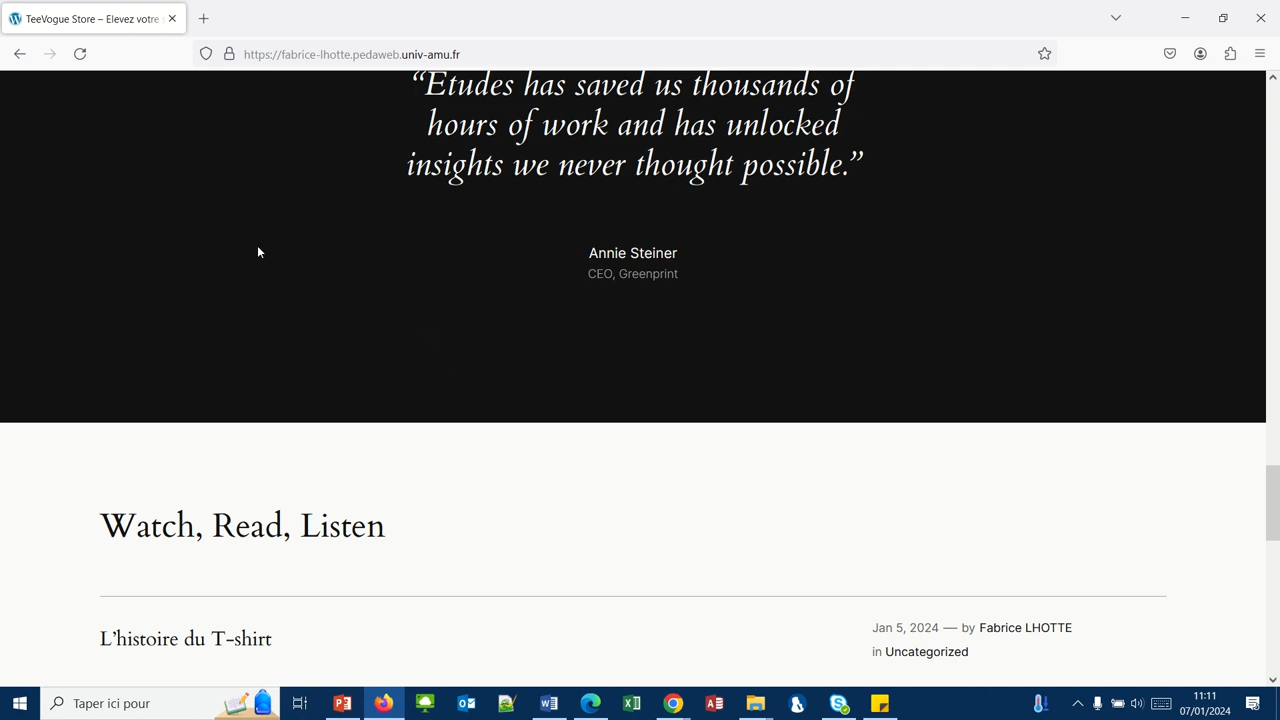 TeeVogue Store – Elevez votre s
https://fabrice-lhotte.pedaweb.univ-amu.fr
“Etudes has saved us thousands of
hours of work and has unlocked
insights we never thought possible.”
Annie Steiner
CEO, Greenprint
Watch, Read, Listen
L’histoire du T-shirt
Jan 5, 2024 — by Fabrice LHOTTE
in Uncategorized
Taper ici pour
11:11
07/01/2024